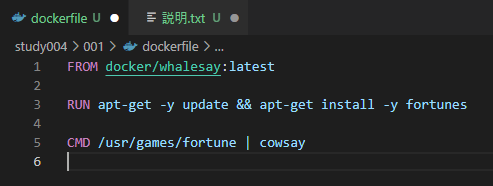 dockerfile U
説明.txt U
study004 > 001 > dockerfile > ...
1 FROM docker/whalesay:latest
2
3 RUN apt-get -y update && apt-get install -y fortunes
4
5 CMD /usr/games/fortune | cowsay
6